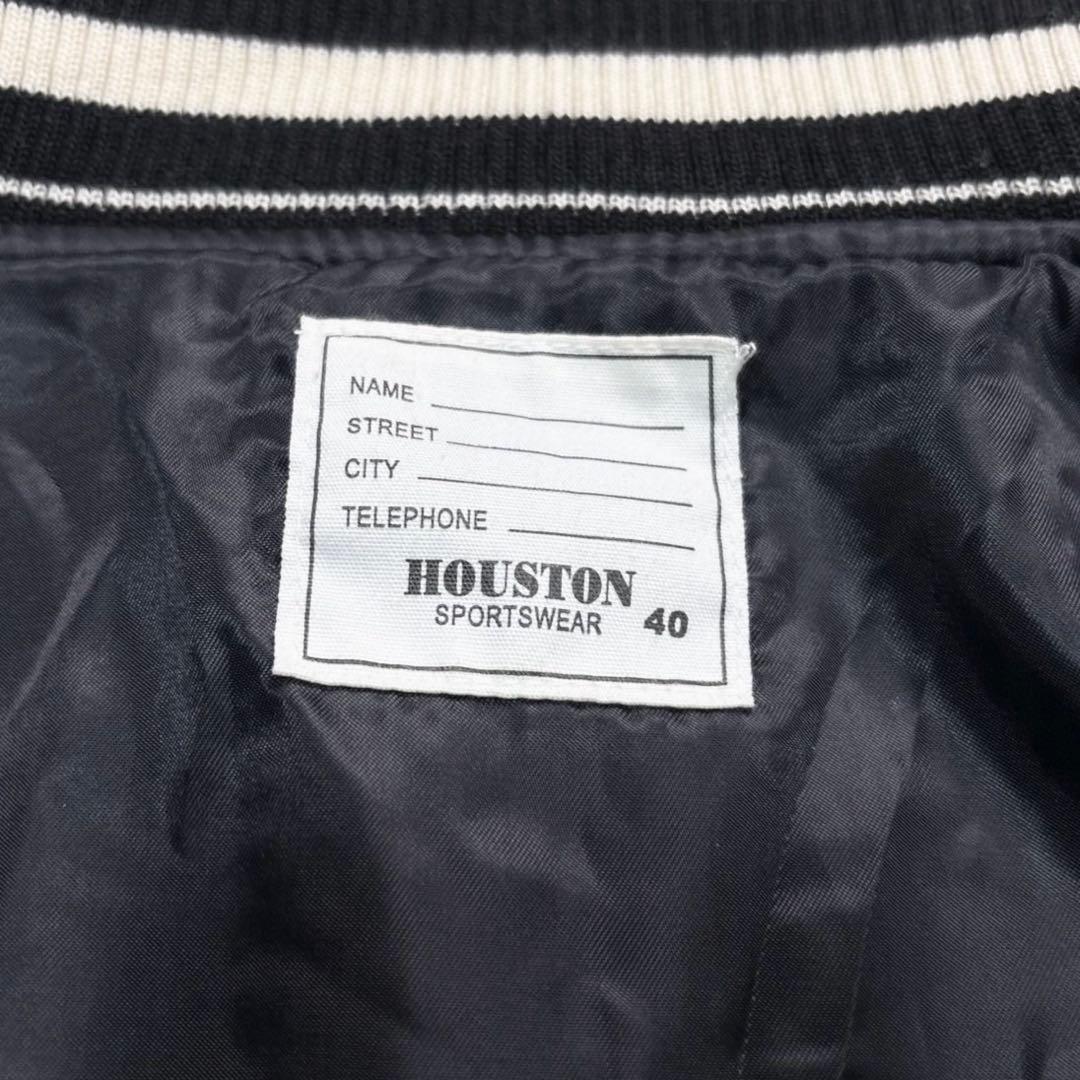 NAME
STREET
CITY
TELEPHONE
HOUSTON
SPORTSWEAR 40